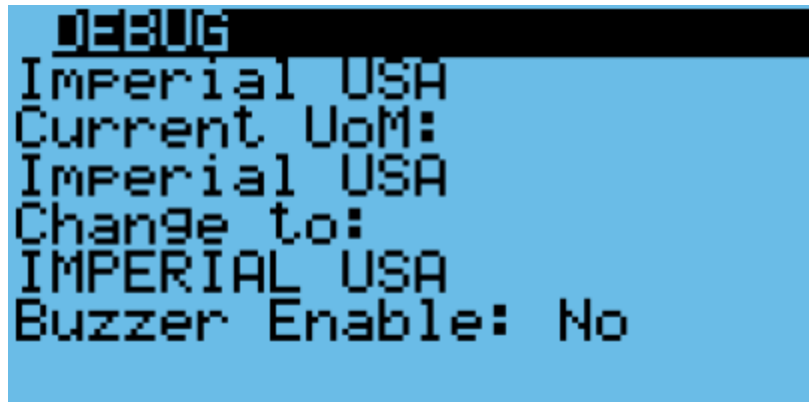 DEBUG
Imperial USA
Current UoM:
Imperial USA
Change to:
IMPERIAL USA
Buzzer Enable: No